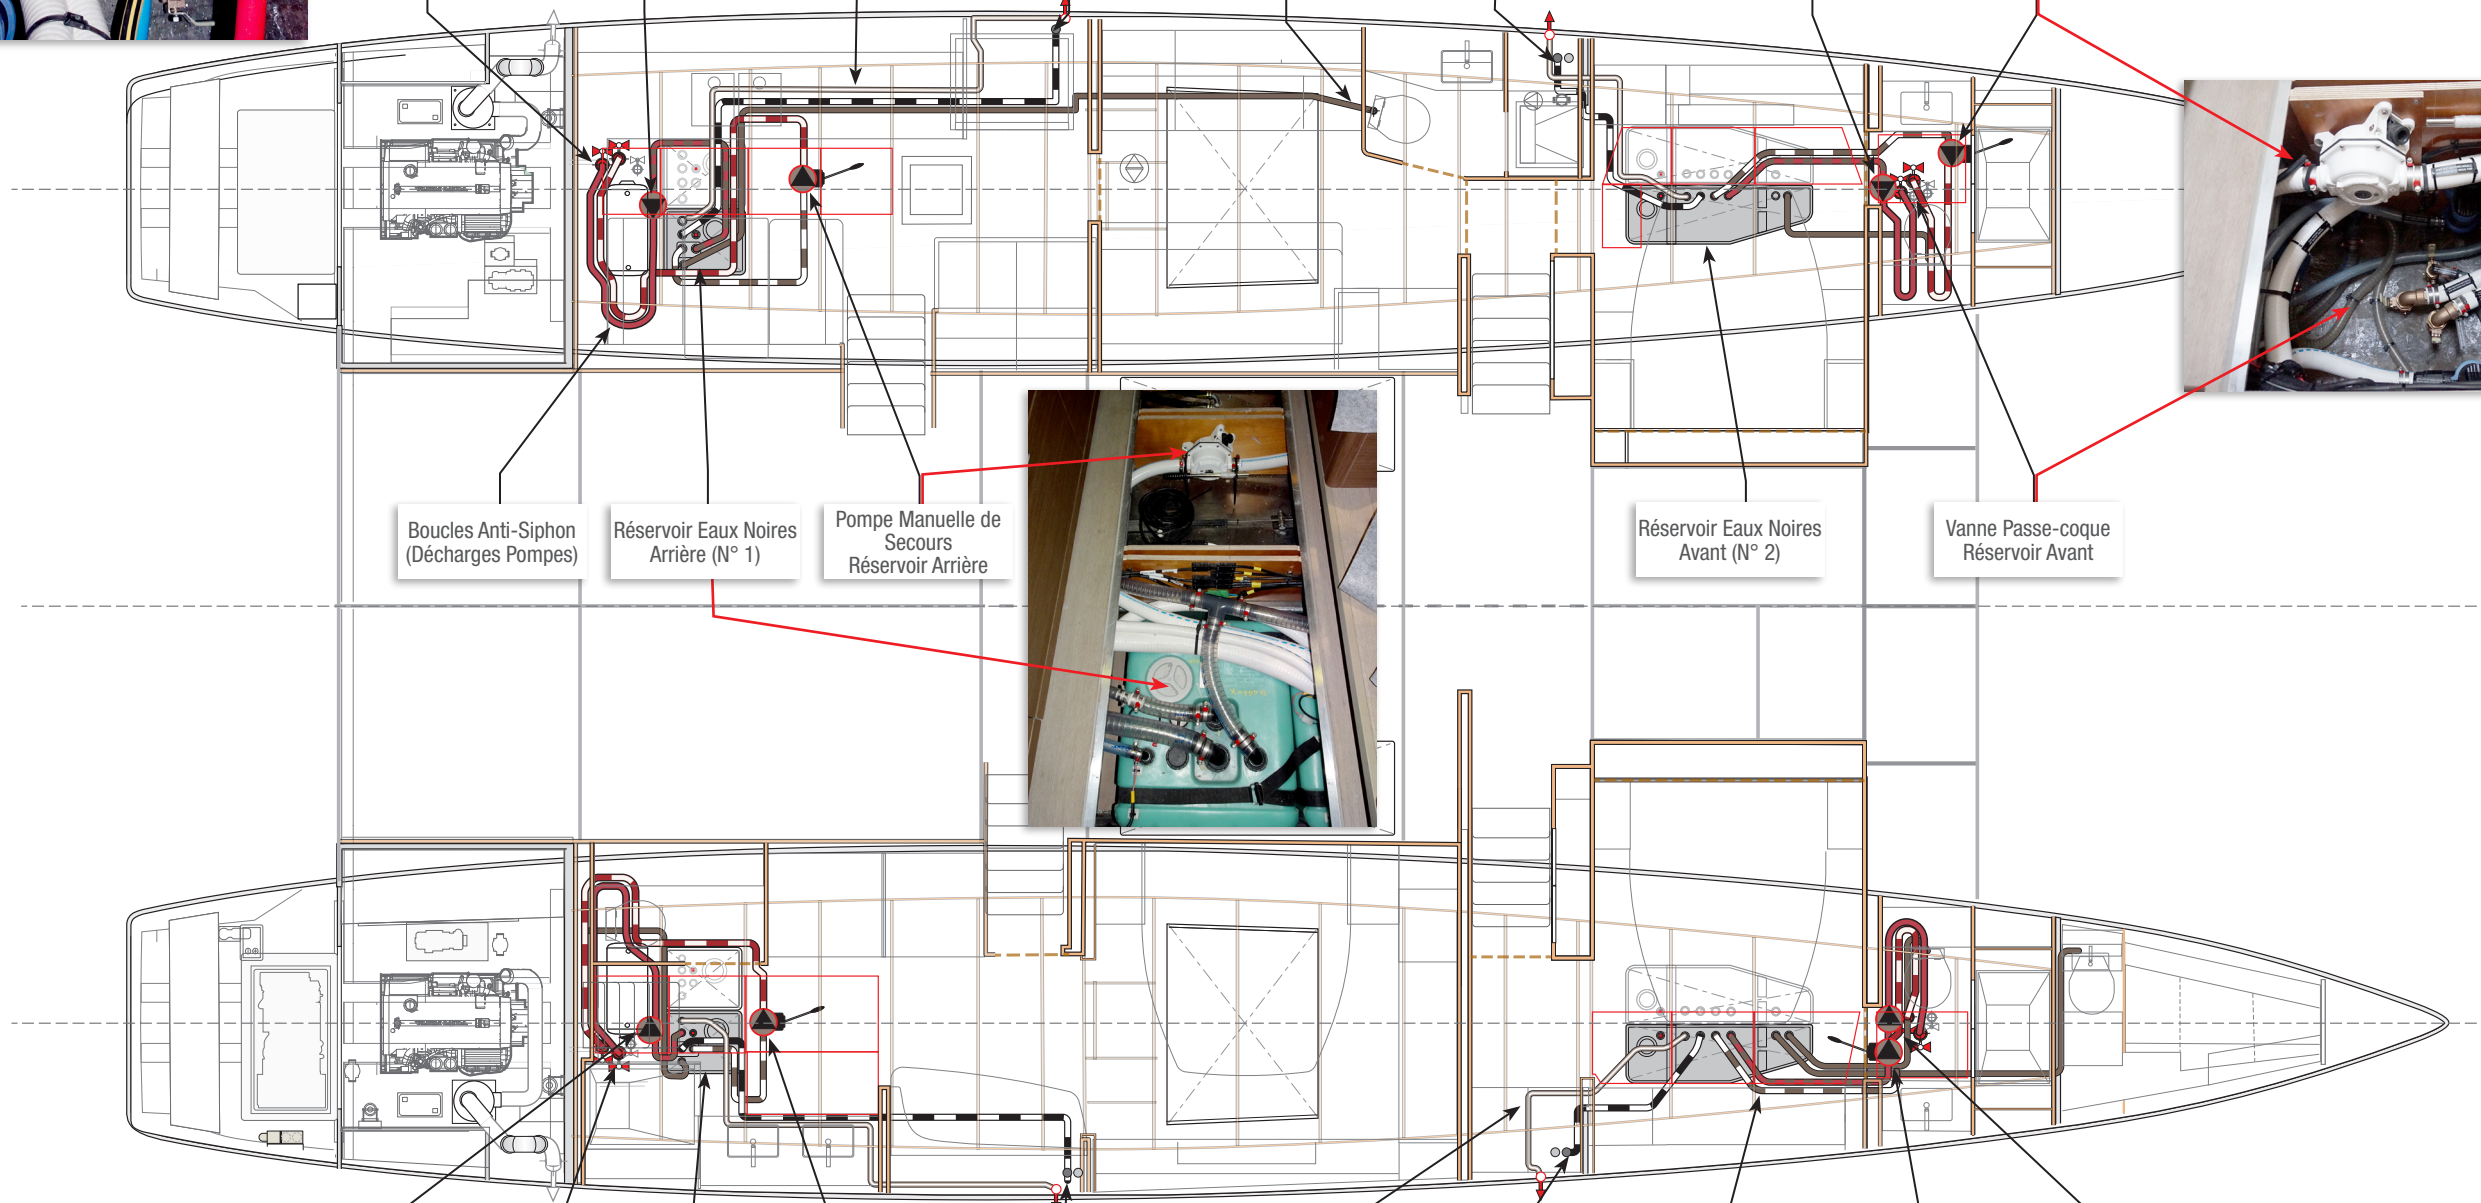 Boucles Anti-Siphon
(Décharges Pompes)
Réservoir Eaux Noires
Arrière (N° 1)
Pompe Manuelle de
Secours
Réservoir Arrière
Réservoir Eaux Noires
Avant (N° 2)
Vanne Passe-coque
Réservoir Avant